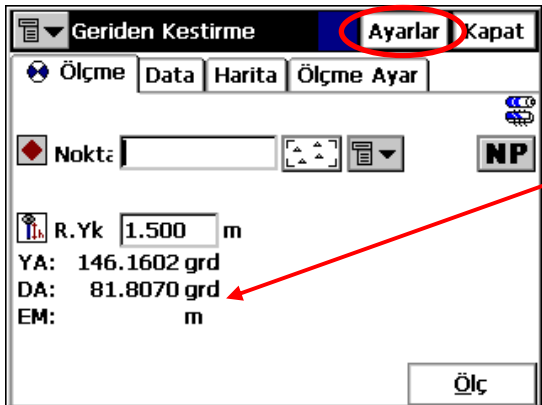 Geriden Kestirme Ayarlar Kapat
Ölçme Data Harita Ölçme Ayar
Nokta NP
R.Yk 1.500 m
YA: 146.1602 grd
DA: 81.8070 grd
EM: m
Ölç